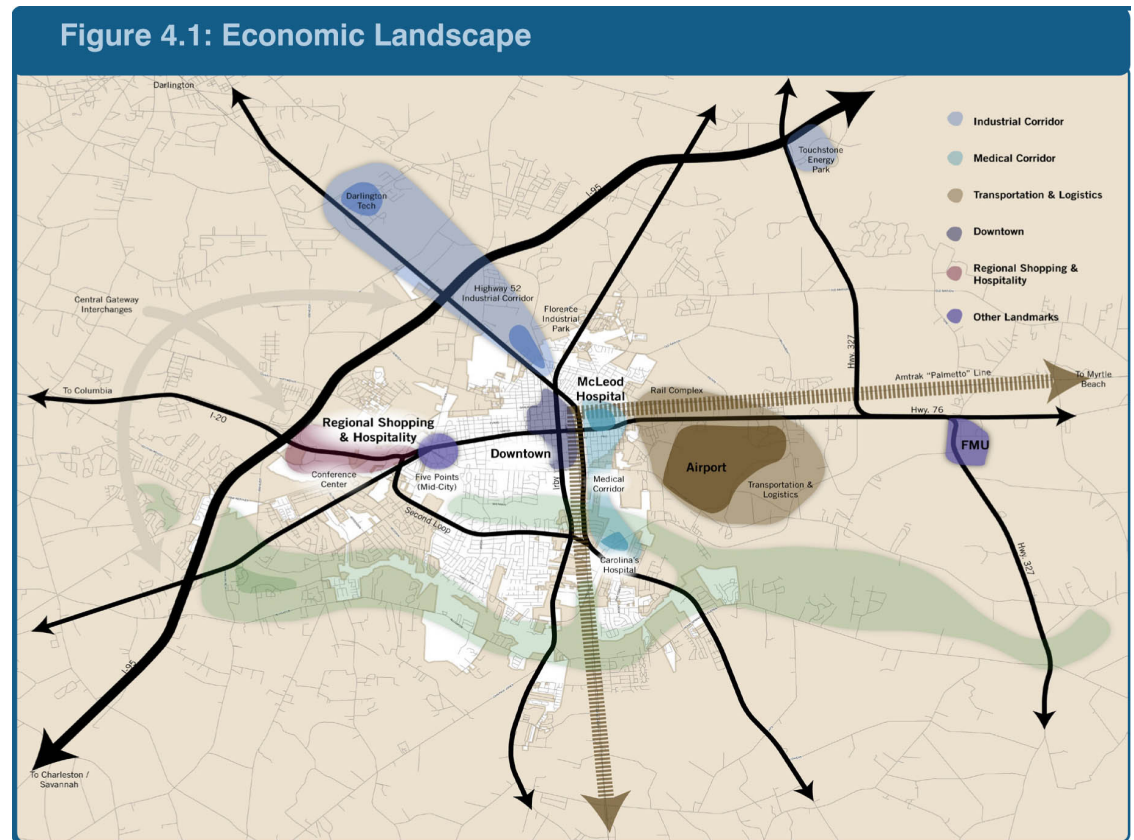 Figure 4.1: Economic Landscape
Darlington
Industrial Corridor
Medical Corridor
Transportation & Logistics
Downtown
Regional Shopping &
Hospitality
Other Landmarks
Touchstone
Energy
Park
I-95
Darlington
Tech
Highway 52
Industrial Corridor
Central Gateway
Interchanges
Florence
Industrial
Park
Hwy. 327
McLeod
Hospital
Rail Complex
Amtrak "Palmetto" Line
To Myrtle
Beach
To Columbia
I-20
Hwy. 76
Regional Shopping
& Hospitality
Downtown
FMU
Airport
Conference
Center
Five Points
(Mid-City)
Irby
Medical
Corridor
Transportation &
Logistics
Second Loop
Carolina's
Hospital
Hwy. 327
I-95
To Charleston /
Savannah